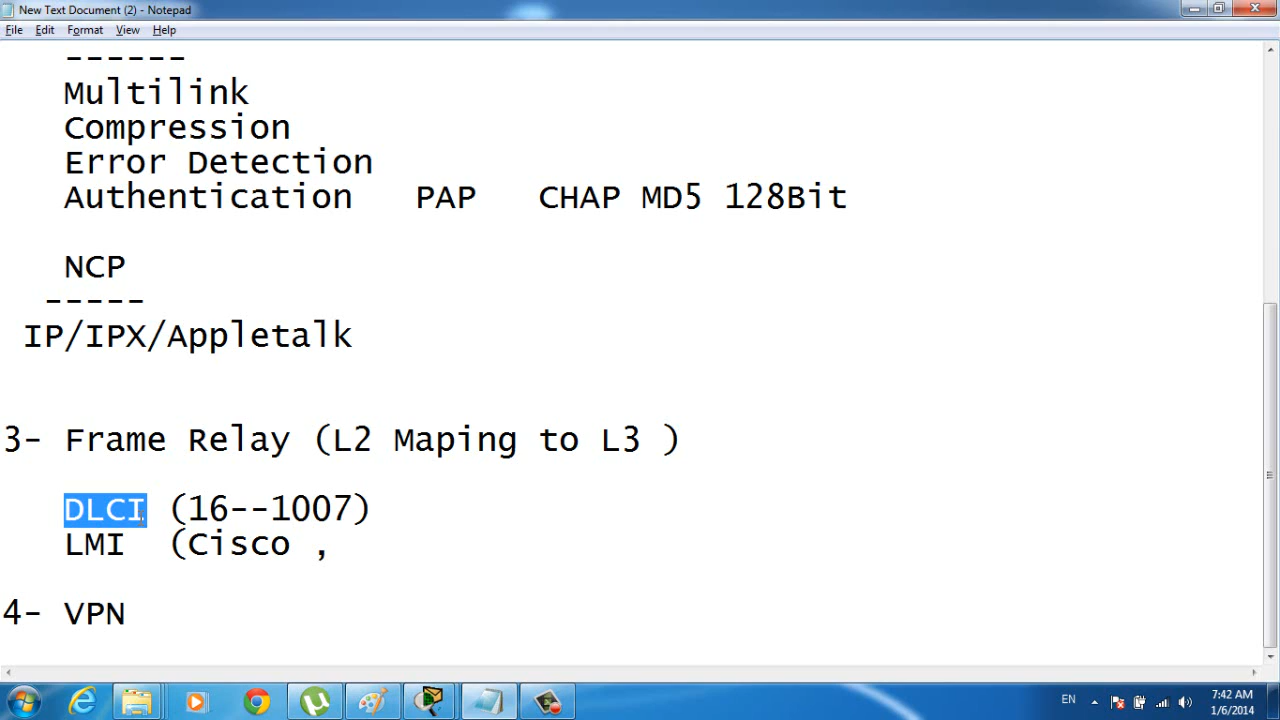 New Text Document (2) - Notepad
File Edit Format View Help
------
Multilink
Compression
Error Detection
Authentication PAP CHAP MD5 128Bit
NCP
-----
IP/IPX/Appletalk
3- Frame Relay (L2 Maping to L3 )
DLCI (16--1007)
LMI (Cisco ,
4- VPN
EN
7:42 AM
1/6/2014